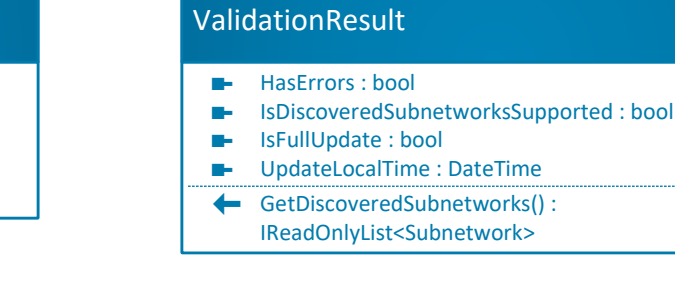 ValidationResult
HasErrors : bool
IsDiscoveredSubnetworksSupported : bool
IsFullUpdate : bool
UpdateLocalTime : DateTime
GetDiscoveredSubnetworks() :
IReadOnlyList<Subnetwork>